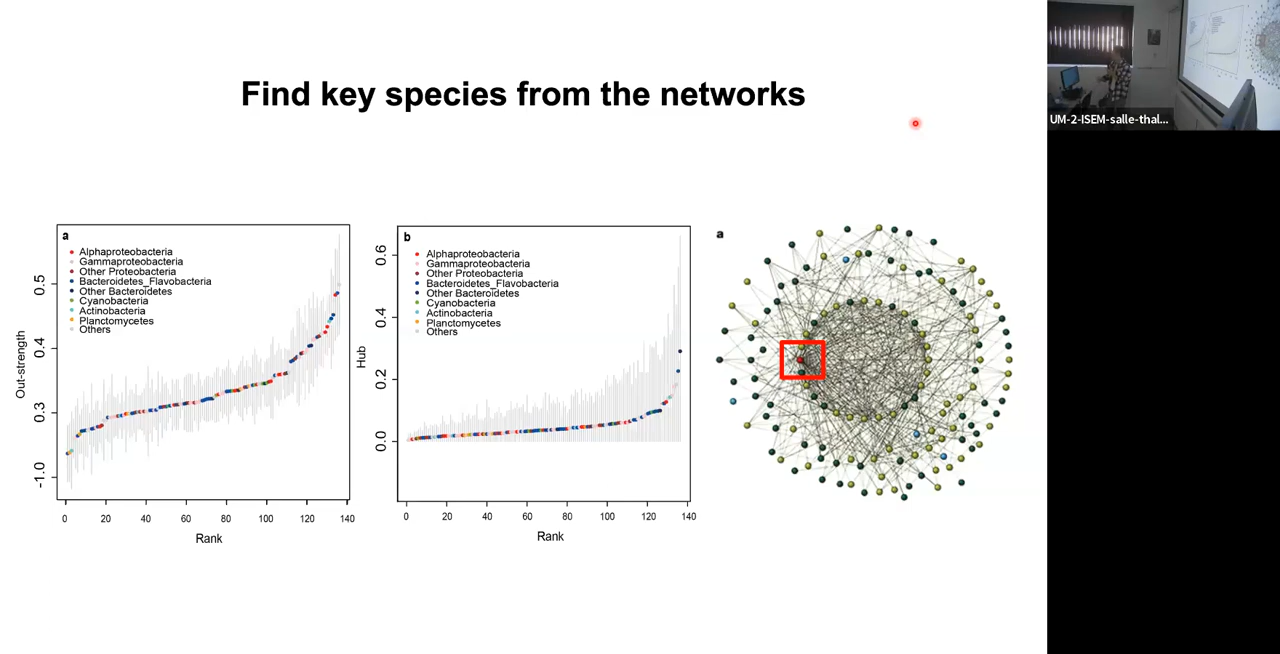 Find key species from the networks
UM-2-ISEM-salle-thal...
a
Alphaproteobacteria
Gammaproteobacteria
Other Proteobacteria
Bacteroidetes_Flavobacteria
Other Bacteroidetes
Cyanobacteria
Actinobacteria
Planctomycetes
Others
Out-strength
0.5
0.4
0.3
-1.0
0 20 40 60 80 100 120 140
Rank
b
Alphaproteobacteria
Gammaproteobacteria
Other Proteobacteria
Bacteroidetes_Flavobacteria
Other Bacteroidetes
Cyanobacteria
Actinobacteria
Planctomycetes
Others
Hub
0.6
0.4
0.2
0.0
0 20 40 60 80 100 120 140
Rank
a